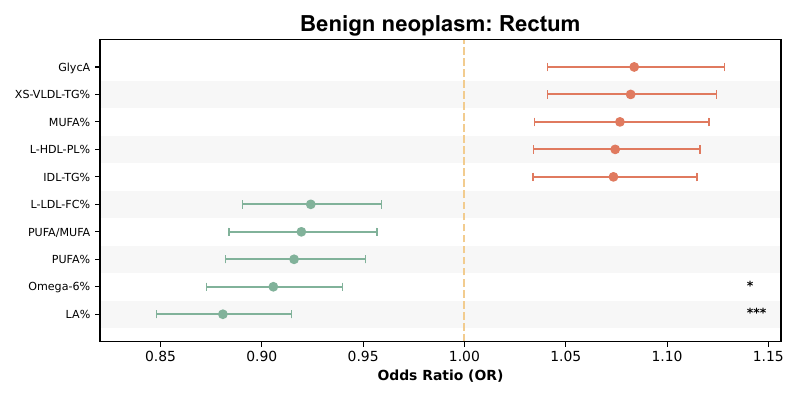 Benign neoplasm: Rectum
GlycA
XS-VLDL-TG%
MUFA%
L-HDL-PL%
IDL-TG%
L-LDL-FC%
PUFA/MUFA
PUFA%
Omega-6% *
LA% ***
0.85 0.90 0.95 1.00 1.05 1.10 1.15
Odds Ratio (OR)